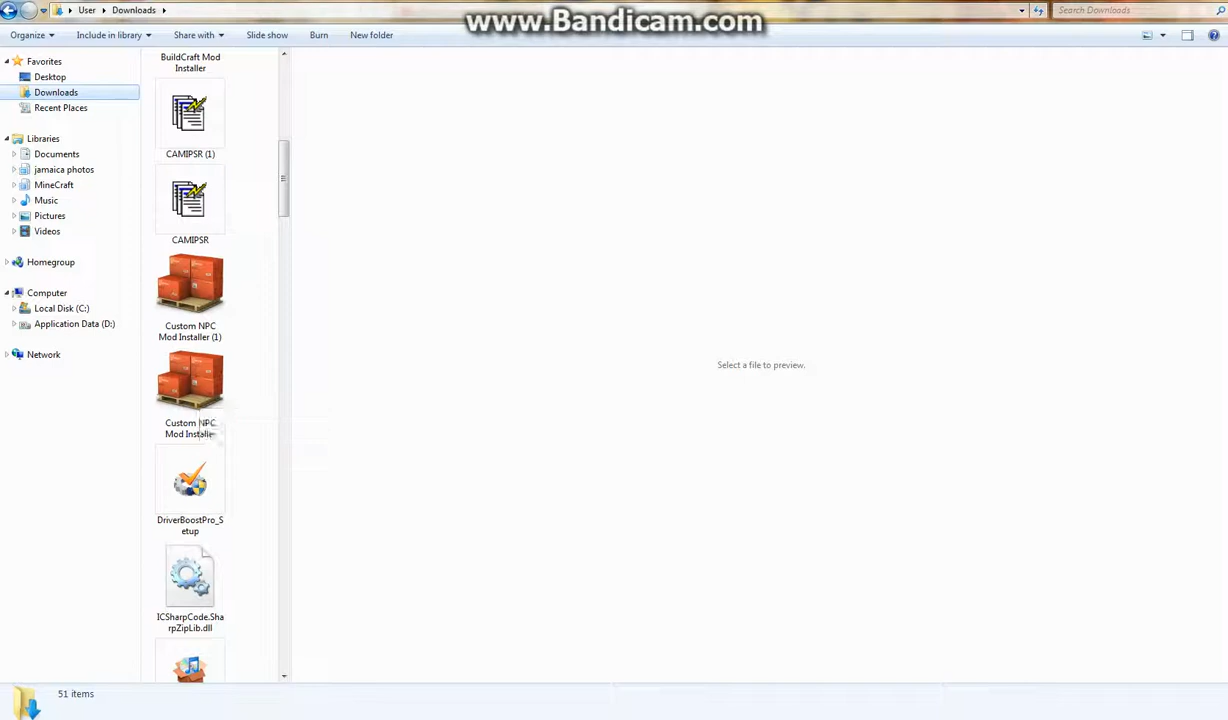 www.Bandicam.com
User
Downloads
Search Downloads
Organize
Include in library
Share with
Slide show
Burn
New folder
Favorites
Desktop
Downloads
Recent Places
Libraries
Documents
jamaica photos
MineCraft
Music
Pictures
Videos
Homegroup
Computer
Local Disk (C:)
Application Data (D:)
Network
BuildCraft Mod
Installer
CAMIPSR (1)
CAMIPSR
Custom NPC
Mod Installer (1)
Custom NPC
Mod Installer
DriverBoostPro_S
etup
ICSharpCode.Sha
rpZipLib.dll
Select a file to preview.
51 items